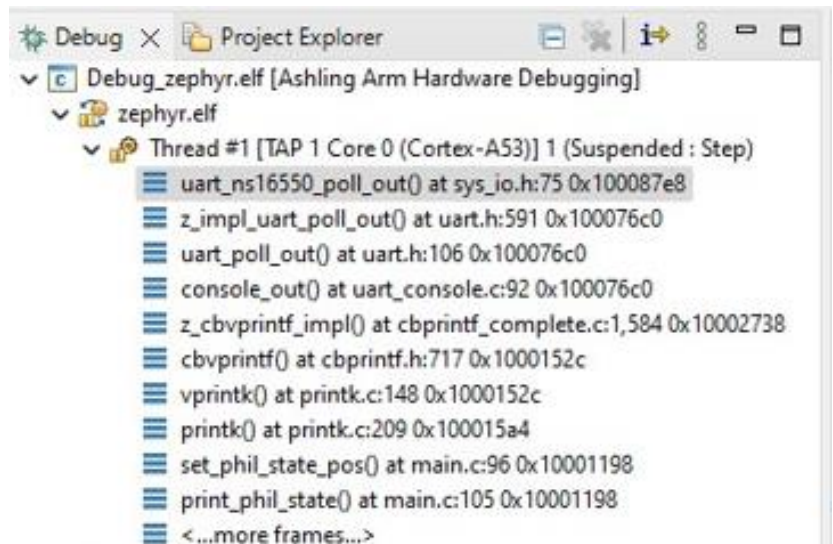 Debug Project Explorer
Debug_zephyr.elf [Ashling Arm Hardware Debugging]
zephyr.elf
Thread #1 [TAP 1 Core 0 (Cortex-A53)] 1 (Suspended : Step)
uart_ns16550_poll_out() at sys_io.h:75 0x100087e8
z_impl_uart_poll_out() at uart.h:591 0x100076c0
uart_poll_out() at uart.h:106 0x100076c0
console_out() at uart_console.c:92 0x100076c0
z_cbvprintf_impl() at cbprintf_complete.c:1,584 0x10002738
cbvprintf() at cbprintf.h:717 0x1000152c
vprintk() at printk.c:148 0x1000152c
printk() at printk.c:209 0x100015a4
set_phil_state_pos() at main.c:96 0x10001198
print_phil_state() at main.c:105 0x10001198
<...more frames...>